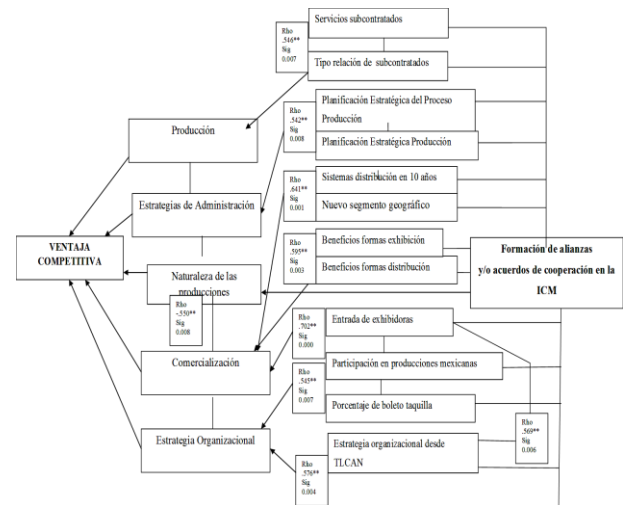 Rho
.546**
Sig
0.007
Servicios subcontratados
Tipo relación de subcontratados
Rho
.542**
Sig
0.008
Planificación Estratégica del Proceso
Producción
Planificación Estratégica Producción
Producción
Rho
.641**
Sig
0.001
Sistemas distribución en 10 años
Nuevo segmento geográfico
Estrategias de Administración
VENTAJA
COMPETITIVA
Rho
.595**
Sig
0.003
Beneficios formas exhibición
Beneficios formas distribución
Formación de alianzas
y/o acuerdos de cooperación en la
ICM
Naturaleza de las
producciones
Rho
-.550**
Sig
0.008
Rho
.702**
Sig
0.000
Entrada de exhibidoras
Comercialización
Participación en producciones mexicanas
Rho
.545**
Sig
0.007
Porcentaje de boleto taquilla
Rho
.569**
Sig
0.006
Estrategia Organizacional
Estrategia organizacional desde
TLCAN
Rho
.576**
Sig
0.004